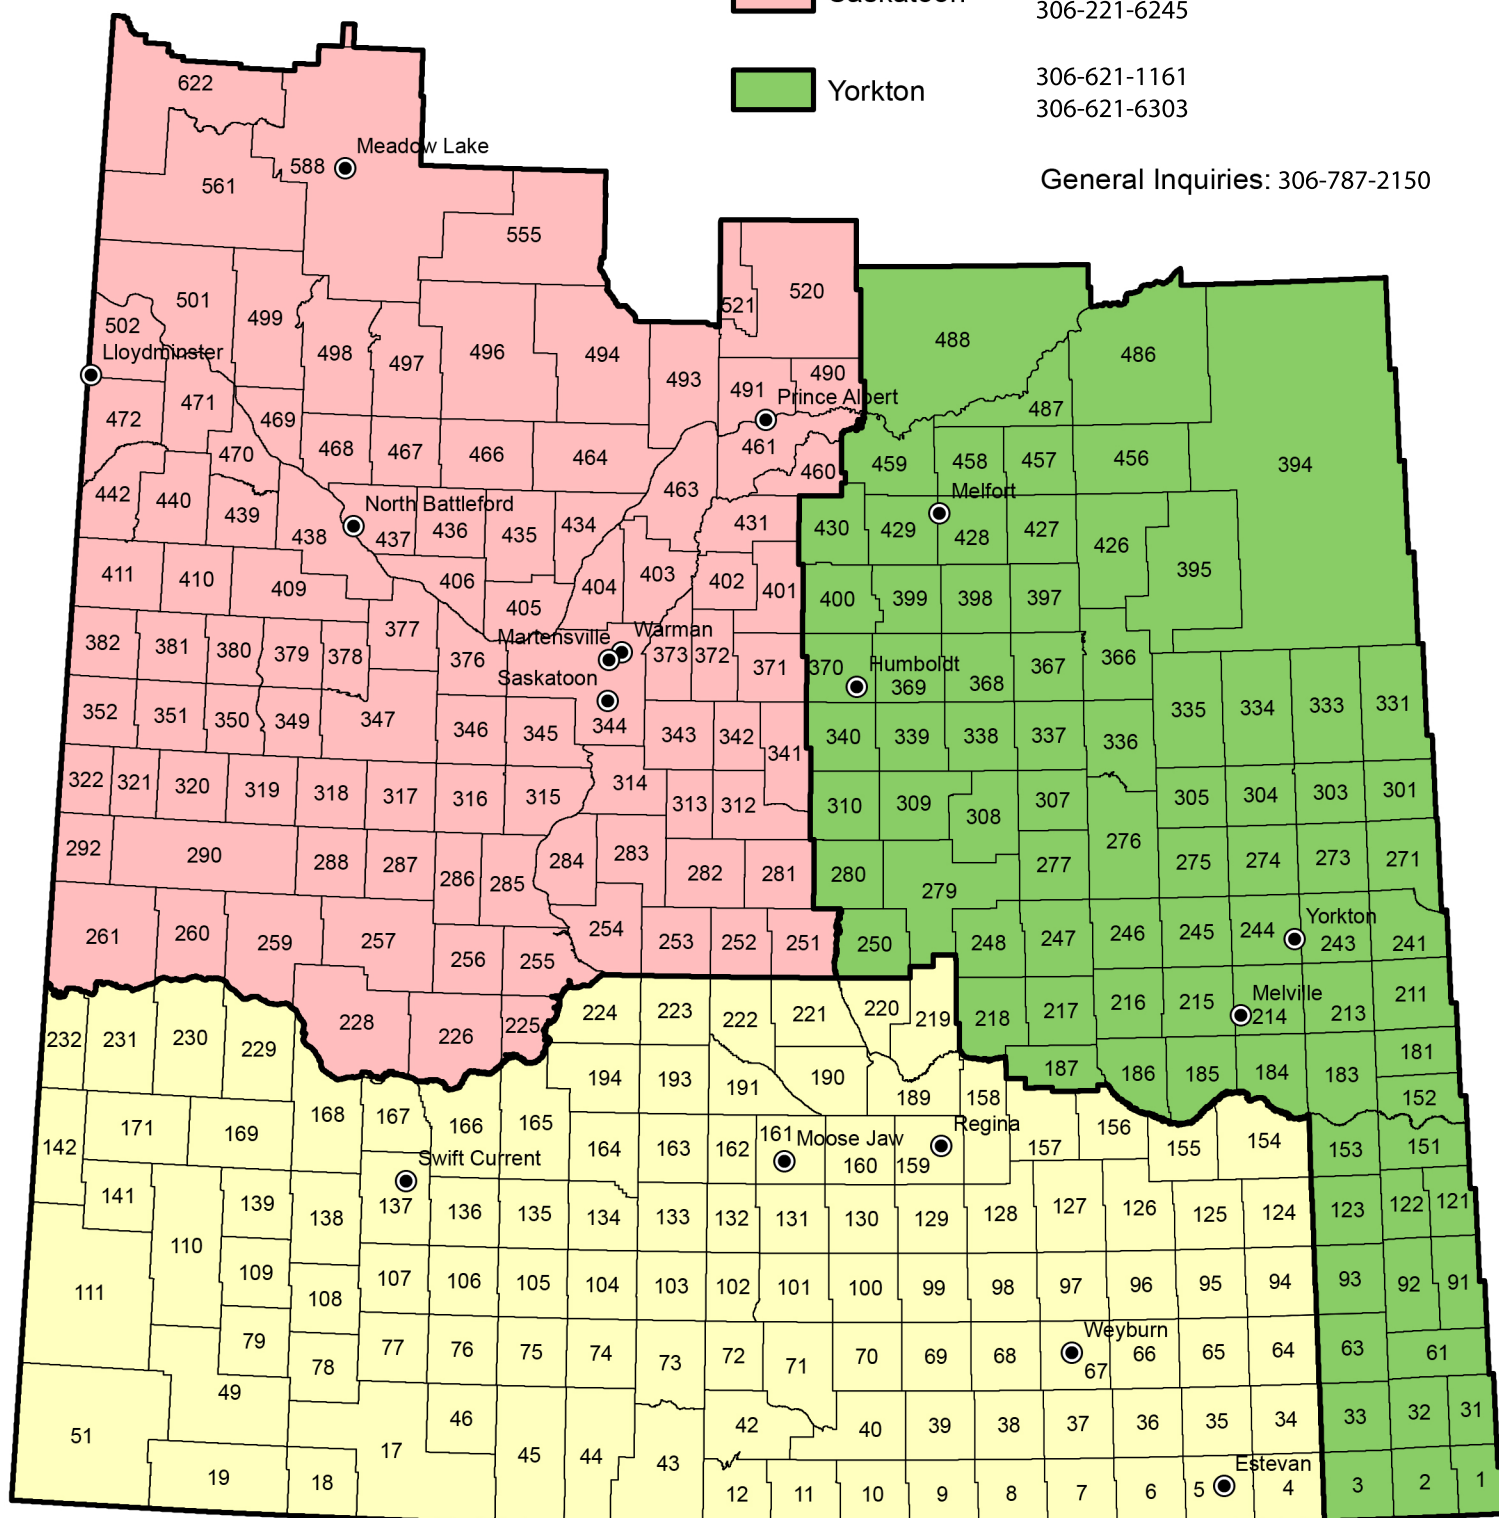 Saskatoon
306-221-6245
622
306-621-1161
Yorkton
306-621-6303
Meadow Lake
588
General Inquiries: 306-787-2150
561
555
521 520
501
499
502
488
Lloydminster
498 497 496 494
486
493 491 490
Prince Albert
472 471 469
487
468 467 466 464
461
470
460
459 458 457 456
394
442 440 439
463
Melfort
North Battleford
438 437 436 435 434
431
430 429 428 427
426
395
411 410 409
406 405 404 403 402 401
400 399 398 397
377
Martensville Warman
382 381 380 379 378
376
373 372 371
370 Humboldt
369 368 367 366
Saskatoon
352 351 350 349 347
346 345 344 343 342 341
340 339 338 337 336
335 334 333 331
322 321 320 319 318 317 316 315
314 313 312
310 309 308 307
305 304 303 301
292 290 288 287 286 285 284 283 282 281
280 279 277 276 275 274 273 271
261 260 259 257 256 255 254 253 252 251
250 248 247 246 245 244 Yorkton
243 241
232 231 230 229 228 226 225
224 223 222 221 220 219
218 217 216 215 Melville
214 213 211
194 193 191 190 189
187 186 185 184 183 181
152
142 171 169 168 167 166 165
164 163 162 161 Moose Jaw
160 159 Regina
158 157 156 155 154
153 151
Swift Current
141 139 138 137 136 135 134 133 132 131 130 129 128 127 126 125 124
123 122 121
111 110 109 108 107 106 105 104 103 102 101 100 99 98 97 96 95 94
93 92 91
79 78 77 76 75 74 73 72 71 70 69 68 Weyburn
67 66 65 64
63 61
51 49 46 45 44 43 42 40 39 38 37 36 35 34
33 32 31
19 18 17
12 11 10 9 8 7 6 5 Estevan
4 3 2 1